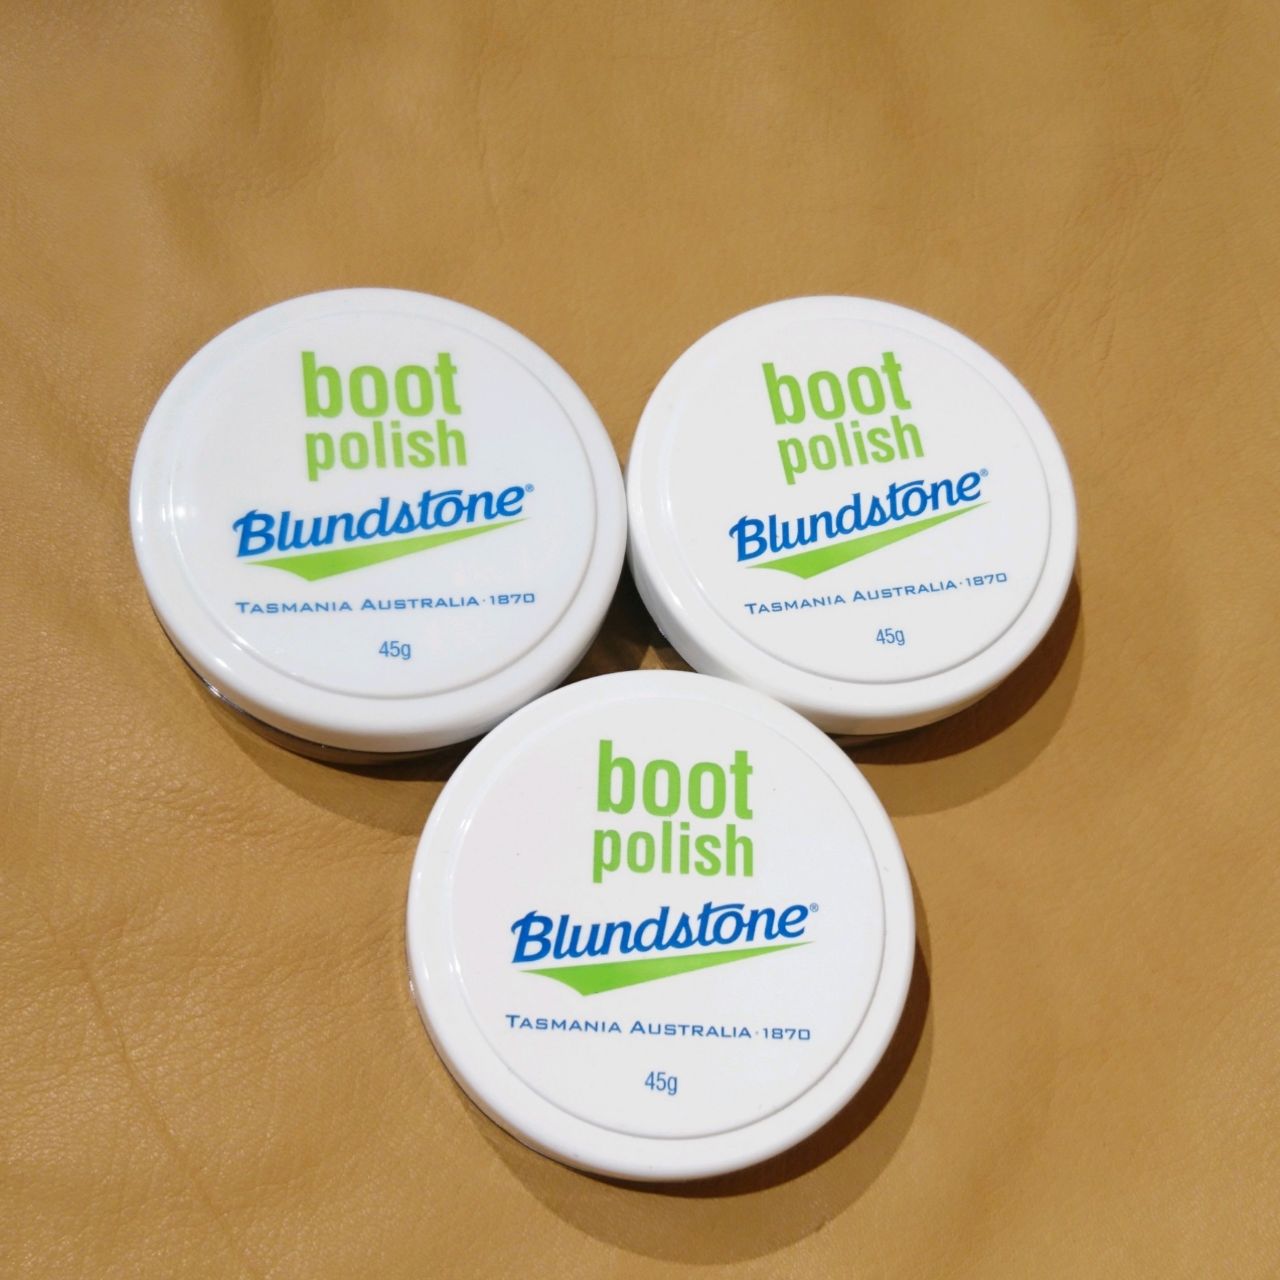 boot
polish
Blundstone®
TASMANIA AUSTRALIA·1870
45g
boot
polish
Blundstone®
TASMANIA AUSTRALIA·1870
45g
boot
polish
Blundstone®
TASMANIA AUSTRALIA·1870
45g